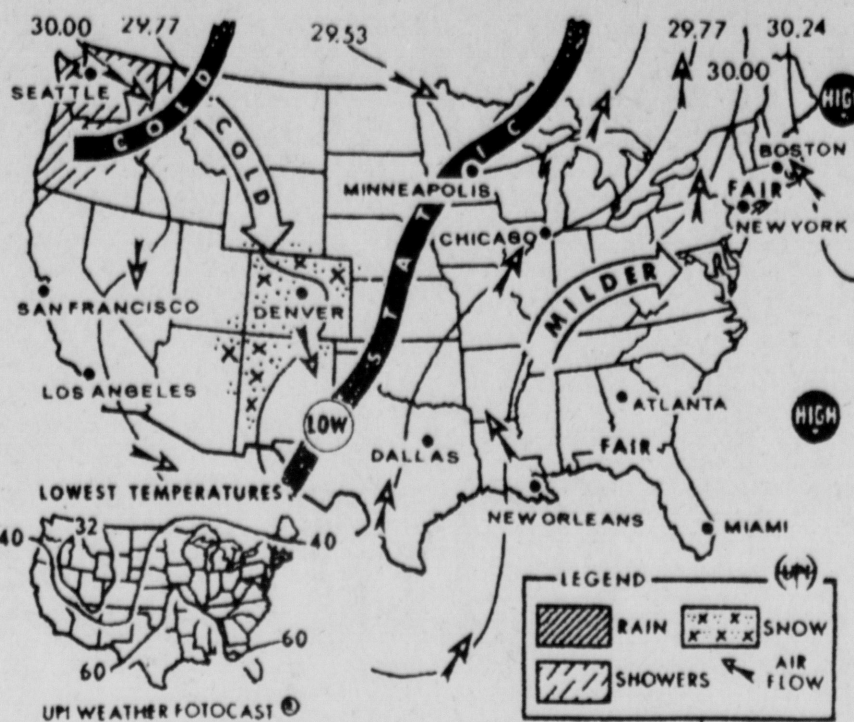 30.00 29.77 29.53 29.77 30.24
30.00
HIGH
SEATTLE
COLD
COLD
STATIC
MINNEAPOLIS
BOSTON
FAIR
NEW YORK
CHICAGO
MILDER
SAN FRANCISCO
DENVER
LOS ANGELES
LOW
ATLANTA
HIGH
DALLAS
FAIR
LOWEST TEMPERATURES
NEW ORLEANS
MIAMI
40 32 40
60 60
UPI WEATHER FOTOCAST ®
LEGEND
UPI
RAIN
SNOW
SHOWERS
AIR
FLOW